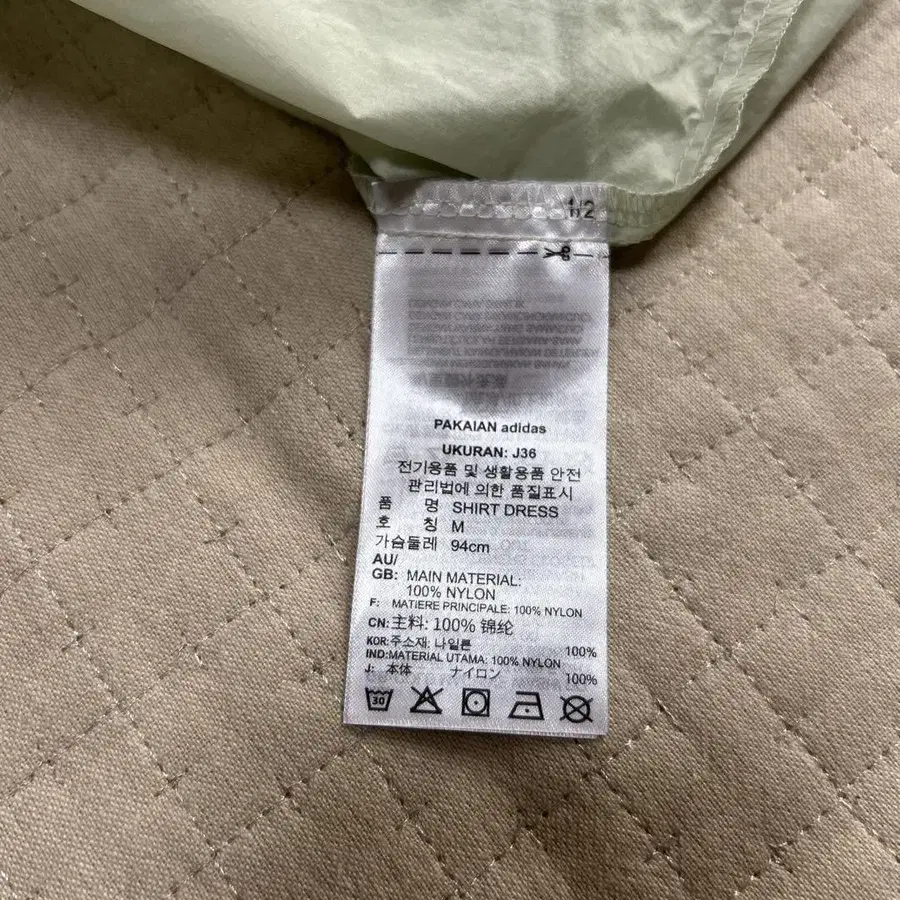 1/2
PAKAIAN adidas
UKURAN: J36
전기용품 및 생활용품 안전
관리법에 의한 품질표시
품 명 SHIRT DRESS
호 칭 M
가슴둘레 94cm
AU/
GB: MAIN MATERIAL:
100% NYLON
F: MATIERE PRINCIPALE: 100% NYLON
CN: 主料: 100% 锦纶
KOR: 주소재: 나일론 100%
IND: MATERIAL UTAMA: 100% NYLON
J: 本体 ナイロン 100%
30